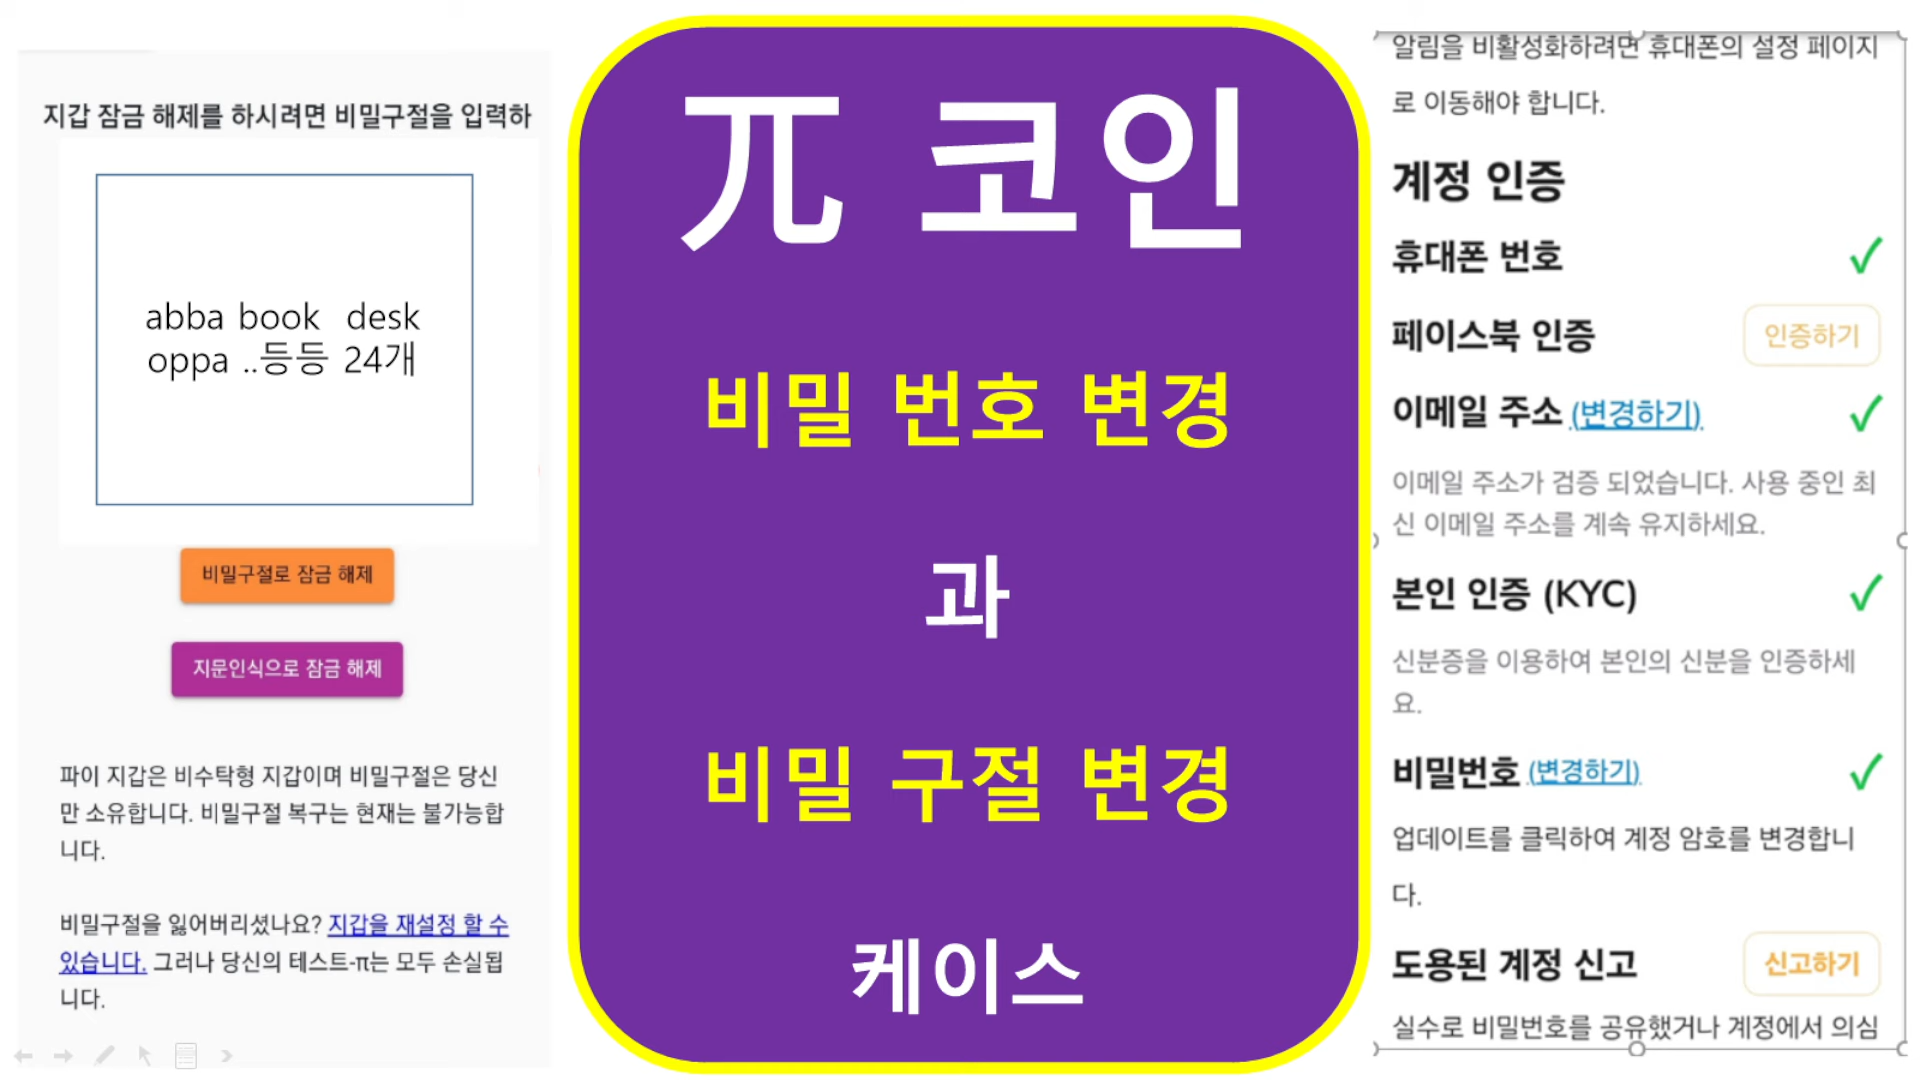 지갑 잠금 해제를 하시려면 비밀구절을 입력하
abba book desk
oppa ..등등 24개
비밀구절로 잠금 해제
지문인식으로 잠금 해제
파이 지갑은 비수탁형 지갑이며 비밀구절은 당신
만 소유합니다. 비밀구절 복구는 현재는 불가능합
니다.
비밀구절을 잃어버리셨나요? 지갑을 재설정 할 수
있습니다. 그러나 당신의 테스트-π는 모두 손실됩
니다.
π 코인
비밀 번호 변경
과
비밀 구절 변경
케이스
알림을 비활성화하려면 휴대폰의 설정 페이지
로 이동해야 합니다.
계정 인증
휴대폰 번호
페이스북 인증 인증하기
이메일 주소 (변경하기)
이메일 주소가 검증 되었습니다. 사용 중인 최
신 이메일 주소를 계속 유지하세요.
본인 인증 (KYC)
신분증을 이용하여 본인의 신분을 인증하세
요.
비밀번호 (변경하기)
업데이트를 클릭하여 계정 암호를 변경합니
다.
도용된 계정 신고 신고하기
실수로 비밀번호를 공유했거나 계정에서 의심